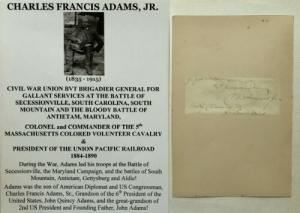 CHARLES FRANCIS ADAMS, JR.
(1835 - 1915)
CIVIL WAR UNION BVT BRIGADIER GENERAL FOR
GALLANT SERVICES AT THE BATTLE OF
SECESSIONVILLE, SOUTH CAROLINA, SOUTH
MOUNTAIN AND THE BLOODY BATTLE OF
ANTIETAM, MARYLAND,
COLONEL and COMMANDER OF THE 5th
MASSACHUSETTS COLORED VOLUNTEER CAVALRY
&
PRESIDENT OF THE UNION PACIFIC RAILROAD
1884-1890
During the War, Adams led his troops at the Battle of
Secessionville, the Maryland Campaign, and the battles of South
Mountain, Antietam, Gettysburg and Aldie!
Adams was the son of American Diplomat and US Congressman,
Charles Francis Adams, Sr., Grandson of the 6th President of the
United States, John Quincy Adams, and the great-grandson of
2nd US President and Founding Father, John Adams!